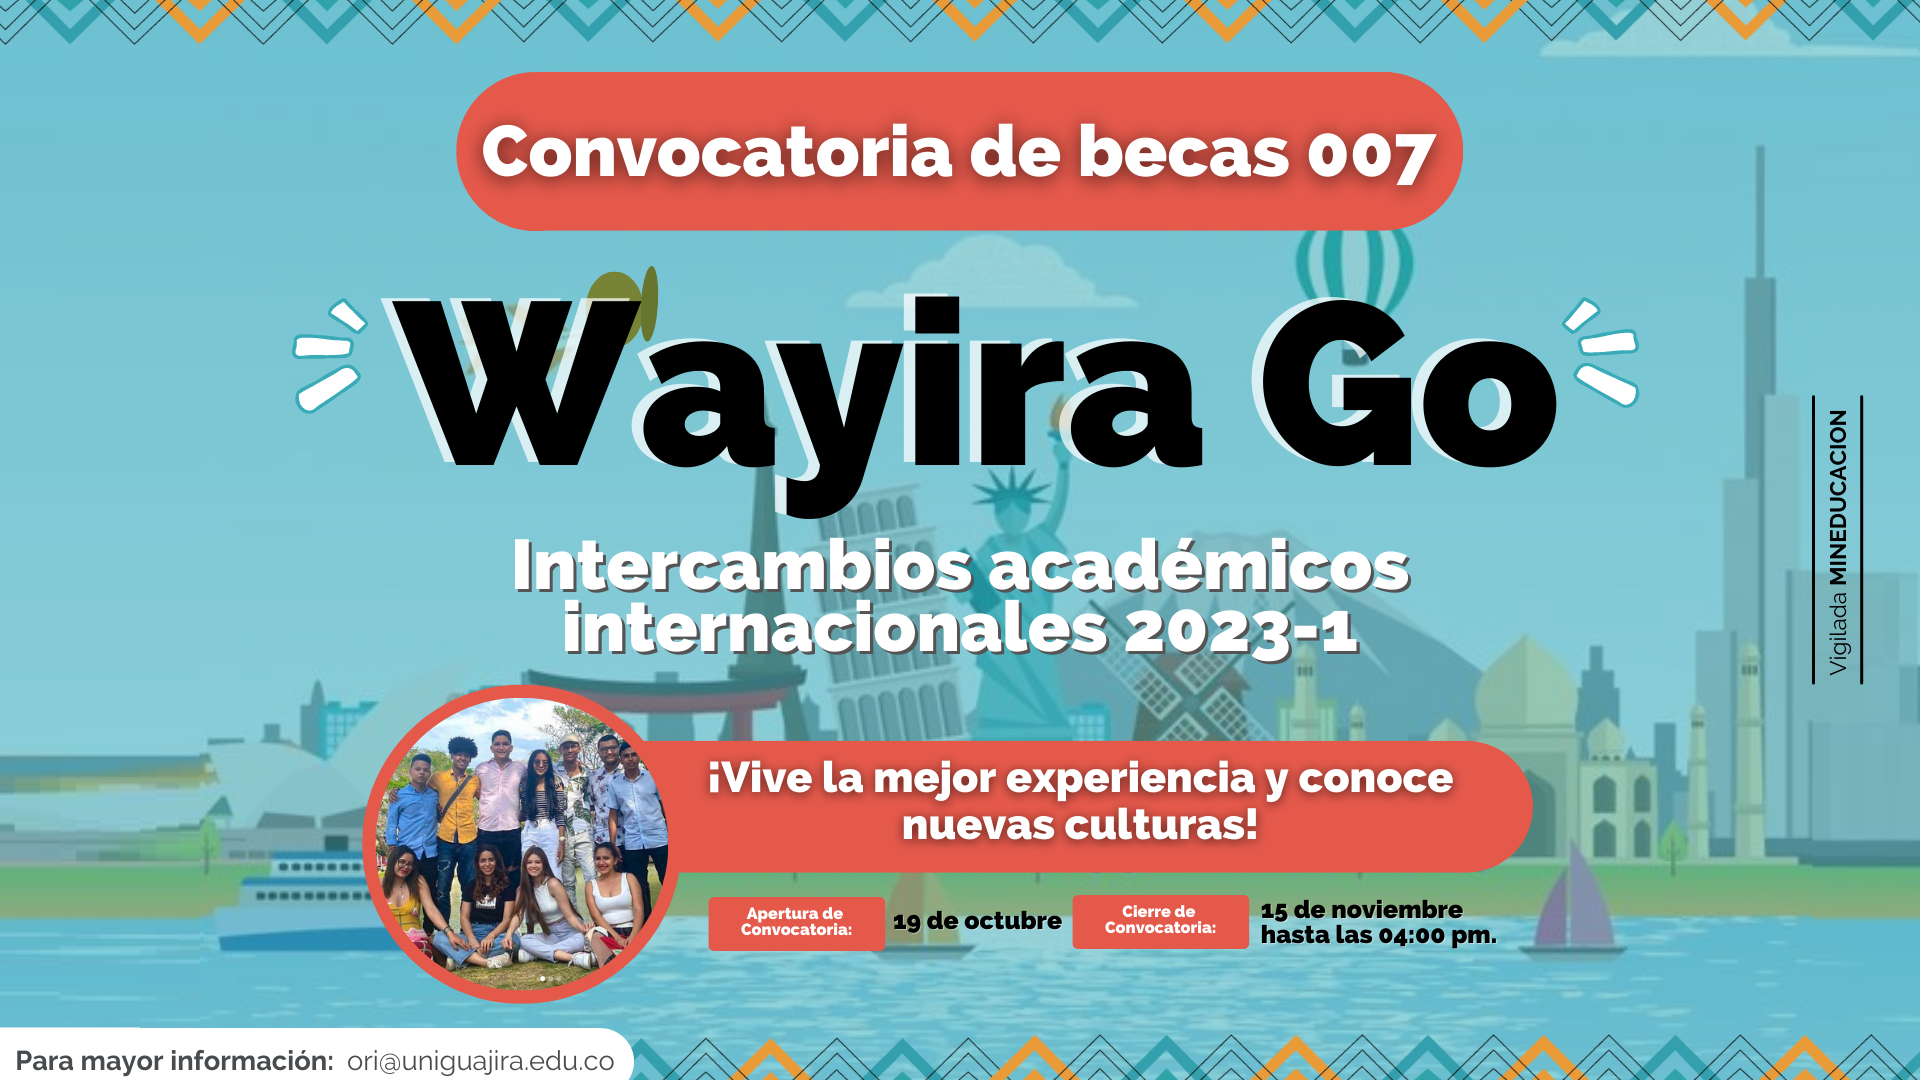 Convocatoria de becas 007
Wayira Go
Intercambios académicos
internacionales 2023-1
¡Vive la mejor experiencia y conoce
nuevas culturas!
Apertura de
Convocatoria:
19 de octubre
Cierre de
Convocatoria:
15 de noviembre
hasta las 04:00 pm.
Vigilada MINEDUCACION
Para mayor información: ori@uniguajira.edu.co